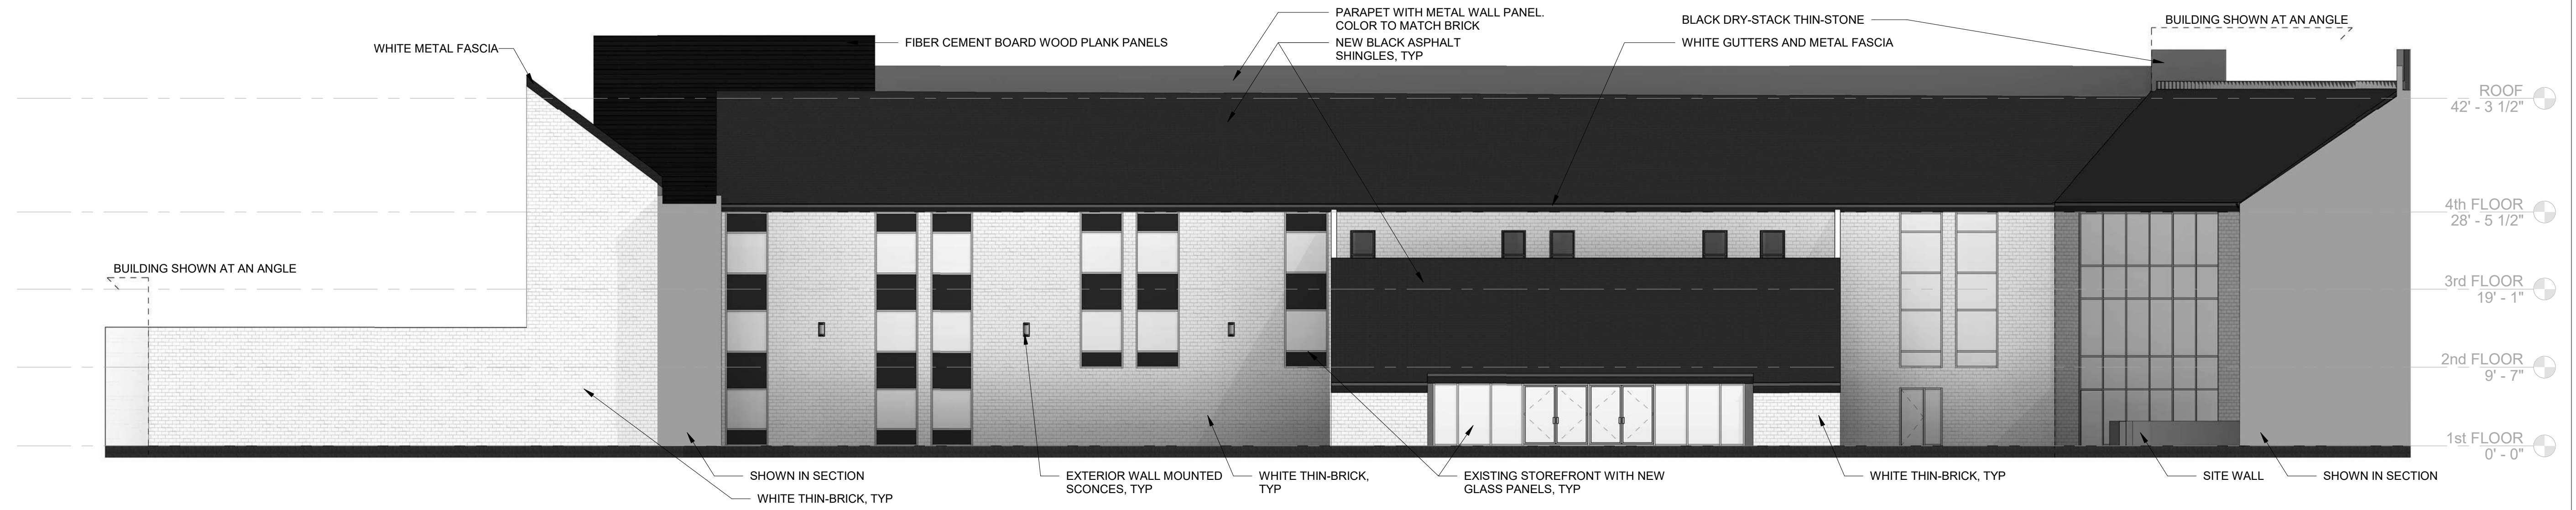 PARAPET WITH METAL WALL PANEL.
COLOR TO MATCH BRICK
BLACK DRY-STACK THIN-STONE
BUILDING SHOWN AT AN ANGLE
WHITE METAL FASCIA
FIBER CEMENT BOARD WOOD PLANK PANELS
NEW BLACK ASPHALT
SHINGLES, TYP
WHITE GUTTERS AND METAL FASCIA
ROOF
42' - 3 1/2"
4th FLOOR
28' - 5 1/2"
BUILDING SHOWN AT AN ANGLE
3rd FLOOR
19' - 1"
2nd FLOOR
9' - 7"
1st FLOOR
0' - 0"
SHOWN IN SECTION
WHITE THIN-BRICK, TYP
EXTERIOR WALL MOUNTED
SCONCES, TYP
WHITE THIN-BRICK,
TYP
EXISTING STOREFRONT WITH NEW
GLASS PANELS, TYP
WHITE THIN-BRICK, TYP
SITE WALL
SHOWN IN SECTION